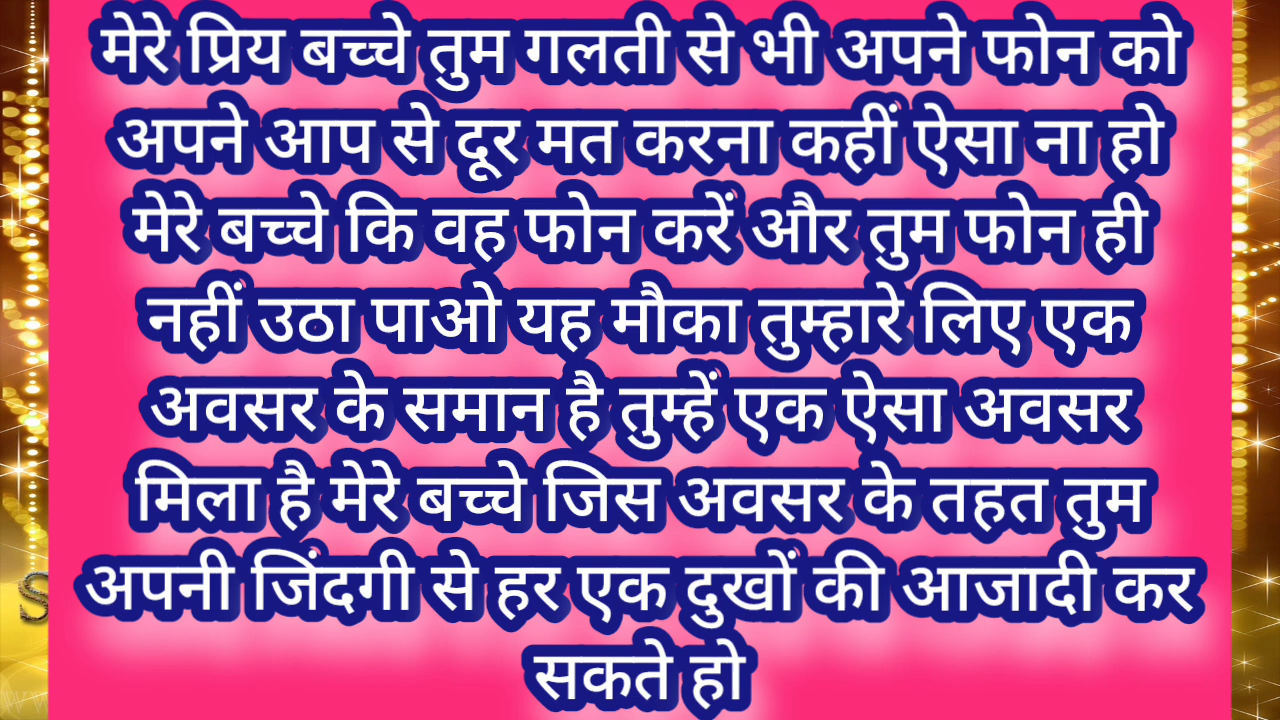 मेरे प्रिय बच्चे तुम गलती से भी अपने फोन को
अपने आप से दूर मत करना कहीं ऐसा ना हो
मेरे बच्चे कि वह फोन करें और तुम फोन ही
नहीं उठा पाओ यह मौका तुम्हारे लिए एक
अवसर के समान है तुम्हें एक ऐसा अवसर
मिला है मेरे बच्चे जिस अवसर के तहत तुम
अपनी जिंदगी से हर एक दुखों की आजादी कर
सकते हो